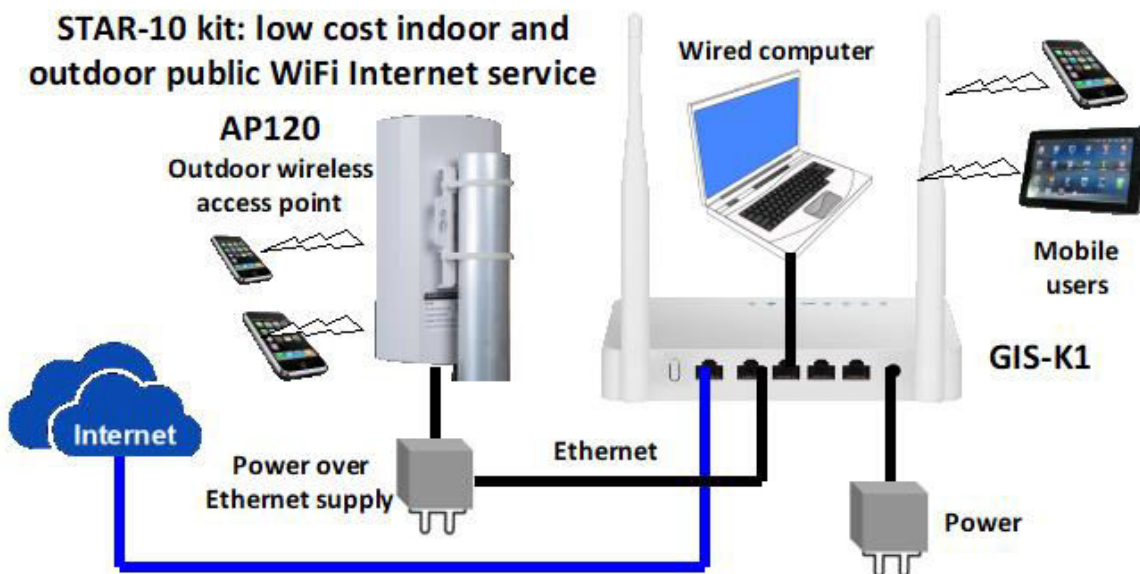 STAR-10 kit: low cost indoor and
outdoor public WiFi Internet service
AP120
Outdoor wireless
access point
Wired computer
Mobile
users
GIS-K1
Internet
Power over
Ethernet supply
Ethernet
Power